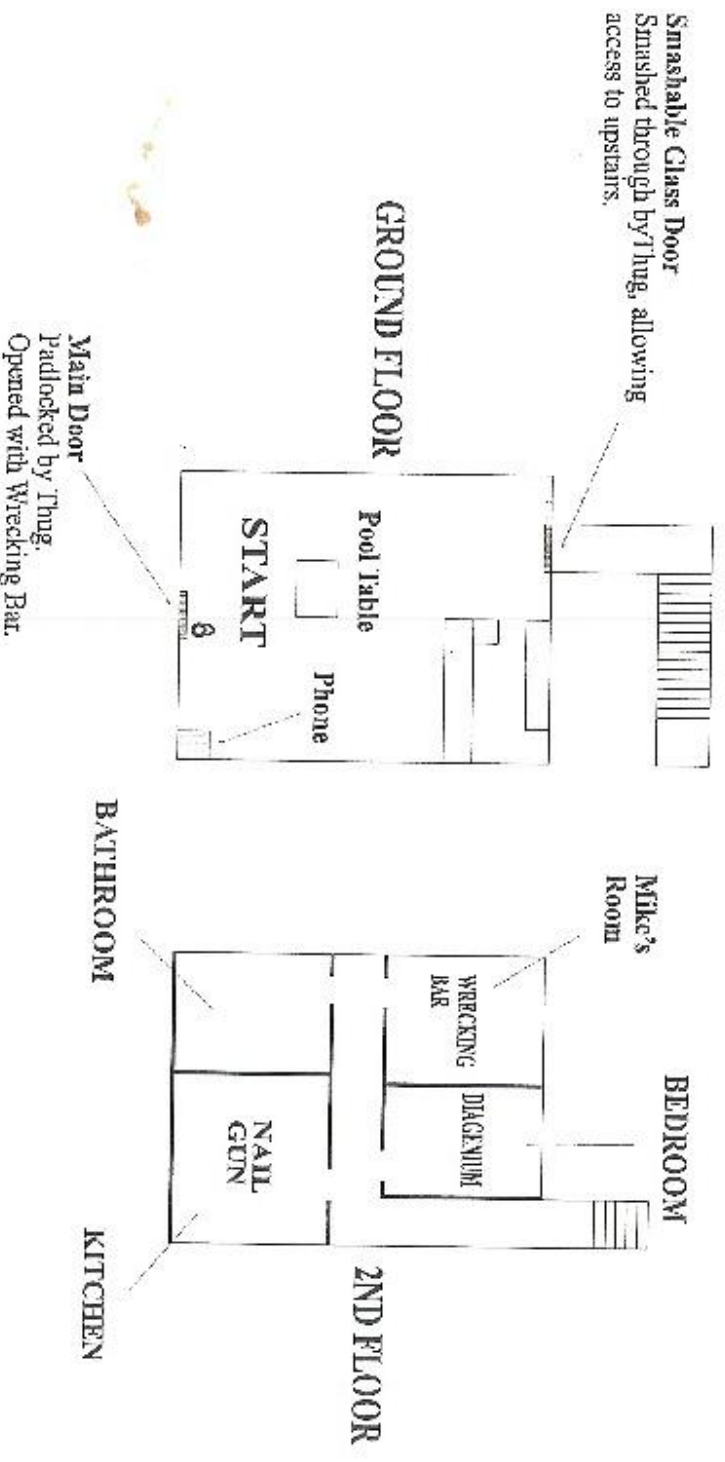 Smashable Glass Door
Smashed through byThug, allowing
access to upstairs.
GROUND FLOOR
Pool Table
START
Phone
Main Door
Padlocked by Thug.
Opened with Wrecking Bar.
Mike's
Room
BEDROOM
WRECKING
BAR
DIAGENIUM
2ND FLOOR
NAIL
GUN
BATHROOM
KITCHEN